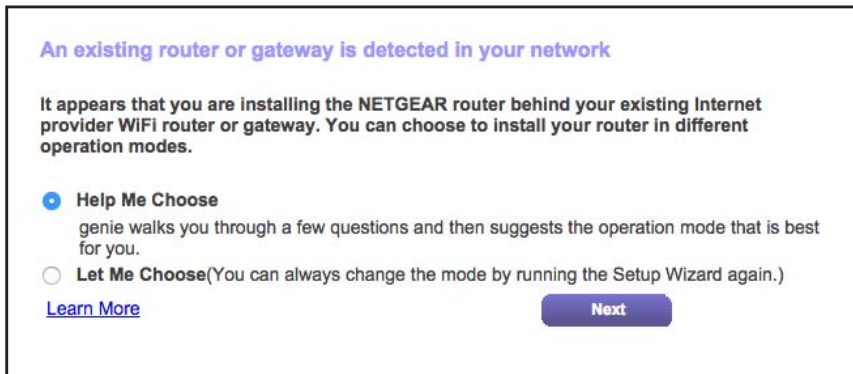 An existing router or gateway is detected in your network
It appears that you are installing the NETGEAR router behind your existing Internet
provider WiFi router or gateway. You can choose to install your router in different
operation modes.
Help Me Choose
genie walks you through a few questions and then suggests the operation mode that is best
for you.
Let Me Choose(You can always change the mode by running the Setup Wizard again.)
Learn More
Next